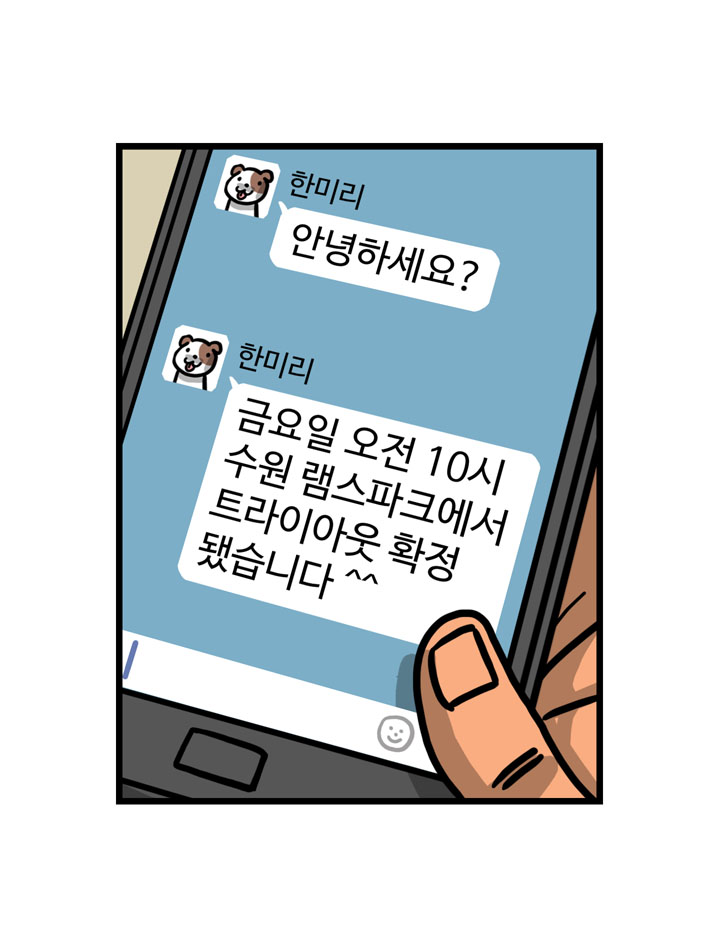 한미리
안녕하세요?
한미리
금요일 오전 10시
수원 램스파크에서
트라이아웃 확정
됐습니다 ^^